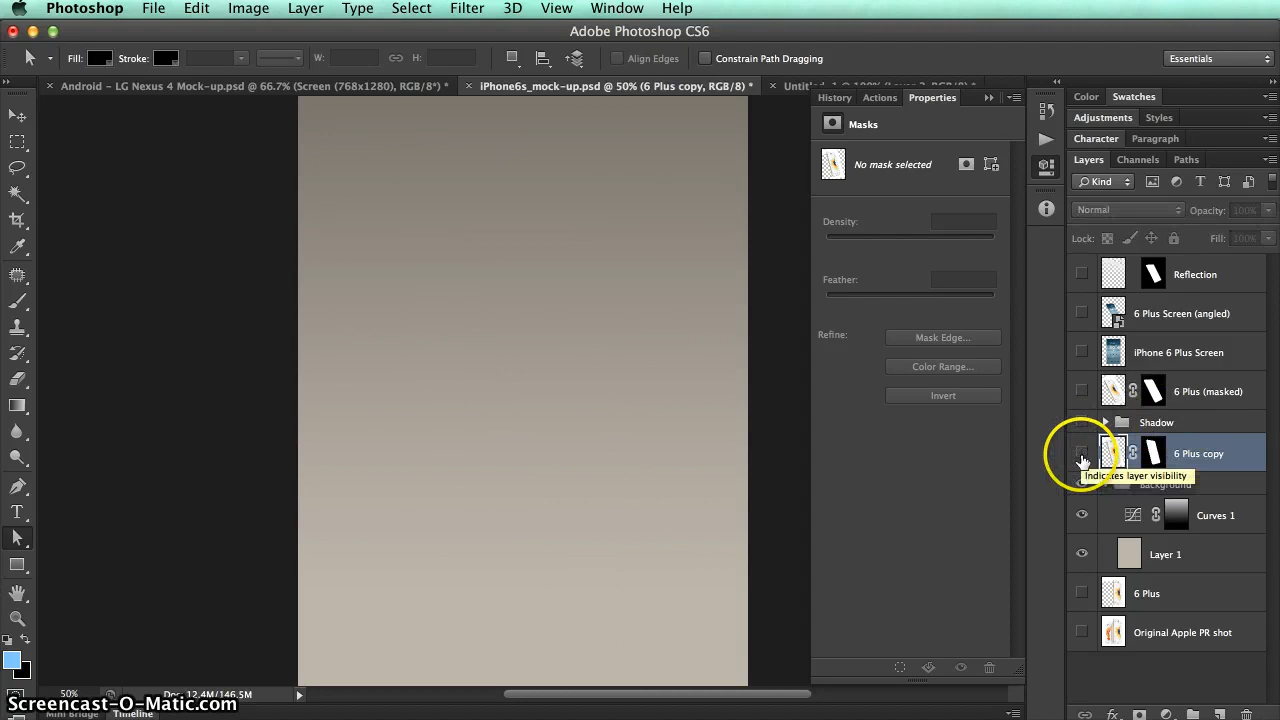 Photoshop File Edit Image Layer Type Select Filter 3D View Window Help
Adobe Photoshop CS6
Fill: Stroke: W: H: Align Edges Constrain Path Dragging Essentials
Android – LG Nexus 4 Mock-up.psd @ 66.7% (Screen (768x1280), RGB/8*) * iPhone6s_mock-up.psd @ 50% (6 Plus copy, RGB/8) *
History Actions Properties
Color Swatches
Masks
Adjustments Styles
Character Paragraph
No mask selected
Layers Channels Paths
Kind
Normal Opacity: 100%
Density:
Lock: Fill: 100%
Feather:
Reflection
6 Plus Screen (angled)
Refine: Mask Edge...
iPhone 6 Plus Screen
Color Range...
6 Plus (masked)
Invert
Shadow
6 Plus copy
Indicates layer visibility
Background
Curves 1
Layer 1
6 Plus
Original Apple PR shot
50% Doc: 12.4M/146.5M
Screencast-O-Matic.com
Mini Bridge Timeline